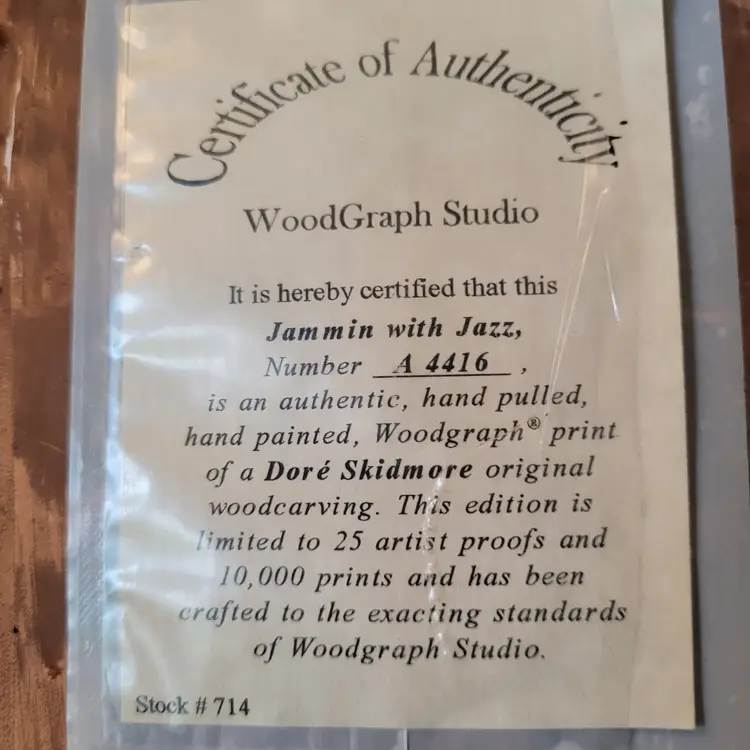 Certificate of Authenticity
WoodGraph Studio
It is hereby certified that this
Jammin with Jazz,
Number A 4416 ,
is an authentic, hand pulled,
hand painted, Woodgraph® print
of a Doré Skidmore original
woodcarving. This edition is
limited to 25 artist proofs and
10,000 prints and has been
crafted to the exacting standards
of Woodgraph Studio.
Stock # 714